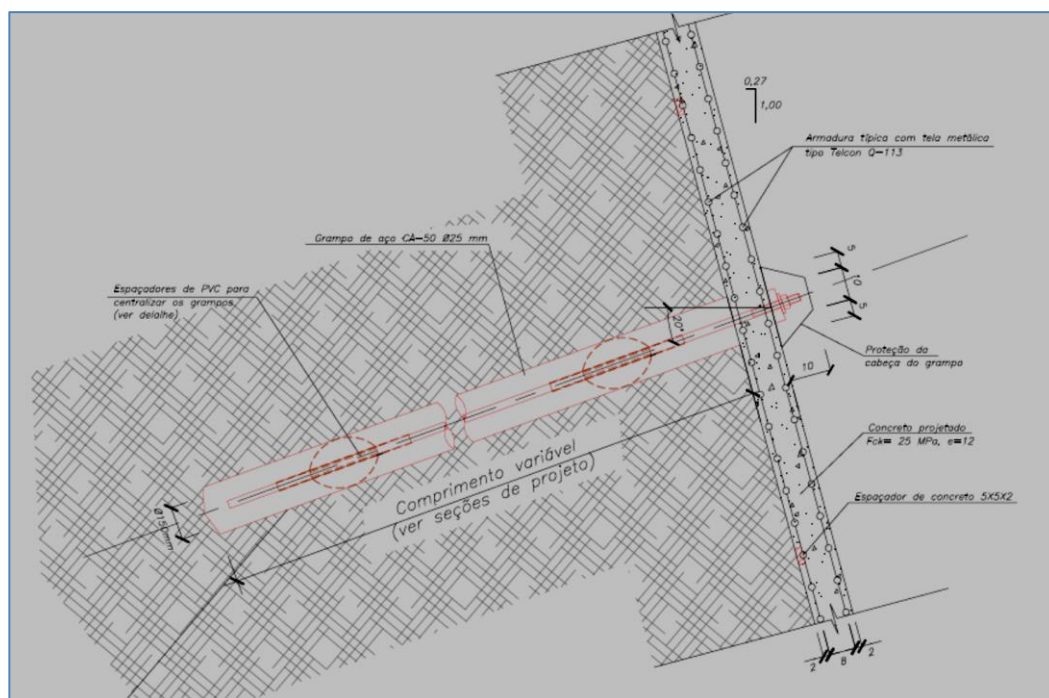 0,27
1,00
Armadura típica com tela metálica
tipo Telcon Q-113
Grampo de aço CA-50 Ø25 mm
Espaçadores de PVC para
centralizar os grampos,
(ver delalhe)
5
10
5
20°
Proteção da
cabeça do grampo
10
Concreto projetado
Fck= 25 MPa, e=12
Comprimento variável
(ver seções de projeto)
Espaçador de concreto 5X5X2
Ø150mm
2
8
2